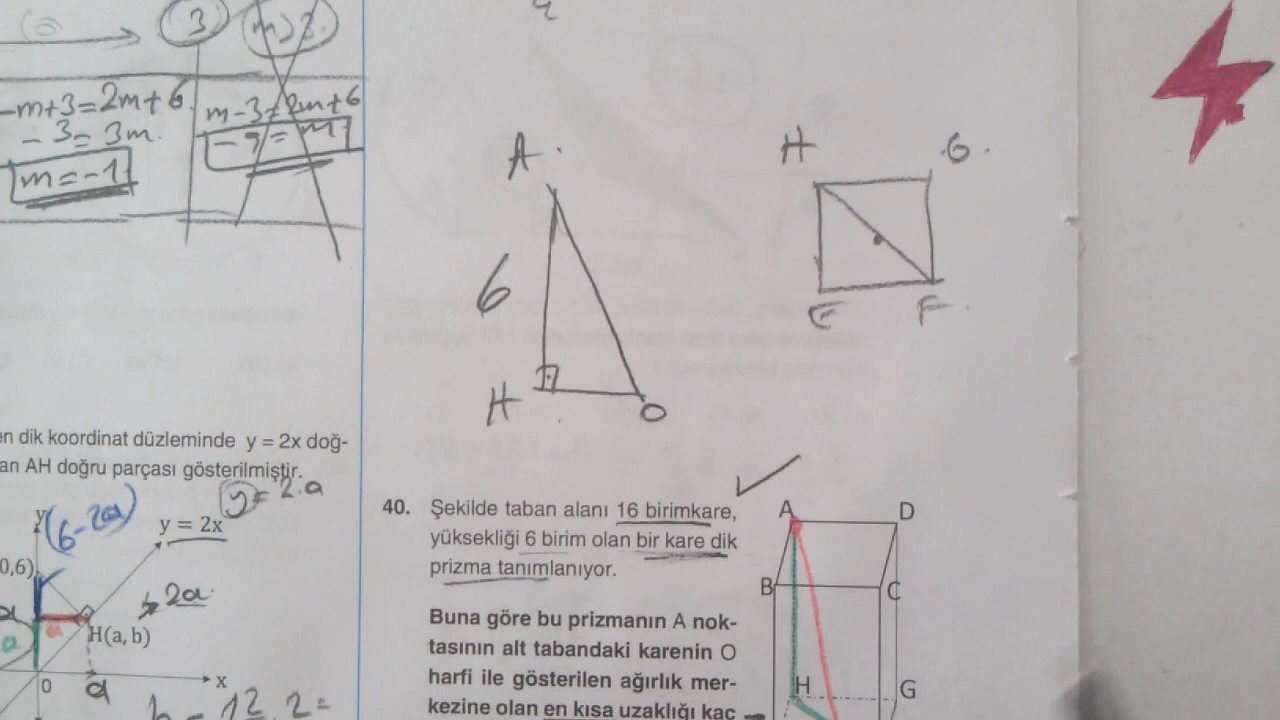 3
-m+3=2m+6
-3=3m
m=-1
m-3=2m+6
A
6
H
O
H
G
E
F
en dik koordinat düzleminde y = 2x doğ-
an AH doğru parçası gösterilmiştir.
y=2.a
y
(6-2a)
y = 2x
0,6)
2a
a
a
H(a, b)
x
0
a
40. Şekilde taban alanı 16 birimkare,
yüksekliği 6 birim olan bir kare dik
prizma tanımlanıyor.
Buna göre bu prizmanın A nok-
tasının alt tabandaki karenin O
harfi ile gösterilen ağırlık mer-
kezine olan en kısa uzaklığı kaç
A
D
B
C
H
G